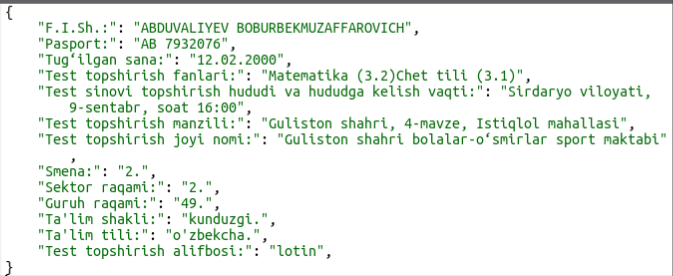 {
"F.I.Sh.:": "ABDUVALIYEV BOBURBEKMUZAFFAROVICH",
"Pasport:": "AB 7932076",
"Tug‘ilgan sana:": "12.02.2000",
"Test topshirish fanlari:": "Matematika (3.2)Chet tili (3.1)",
"Test sinovi topshirish hududi va hududga kelish vaqti:": "Sirdaryo viloyati,
9-sentabr, soat 16:00",
"Test topshirish manzili:": "Guliston shahri, 4-mavze, Istiqlol mahallasi",
"Test topshirish joyi nomi:": "Guliston shahri bolalar-o‘smirlar sport maktabi"
,
"Smena:": "2.",
"Sektor raqami:": "2.",
"Guruh raqami:": "49.",
"Ta'lim shakli:": "kunduzgi.",
"Ta'lim tili:": "o'zbekcha.",
"Test topshirish alifbosi:": "lotin",
}